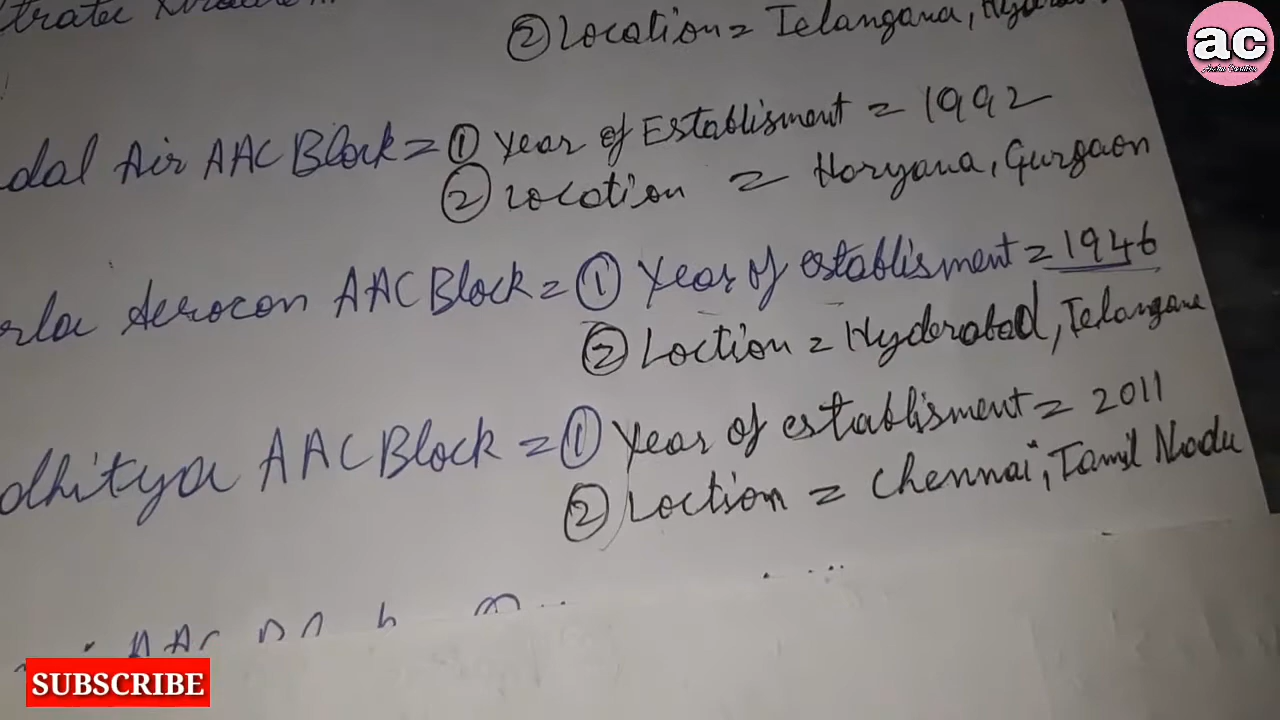 ② Location = Telangana,
ac
dal Air AAC Block = ① Year of Establisment = 1992
② Location = Haryana, Gurgaon
rla Aerocon AAC Block = ① Year of establisment = 1946
② Loction = Hyderabad, Telangana
dhitya AAC Block = ① Year of establisment = 2011
② Loction = Chennai, Tamil Nadu
SUBSCRIBE